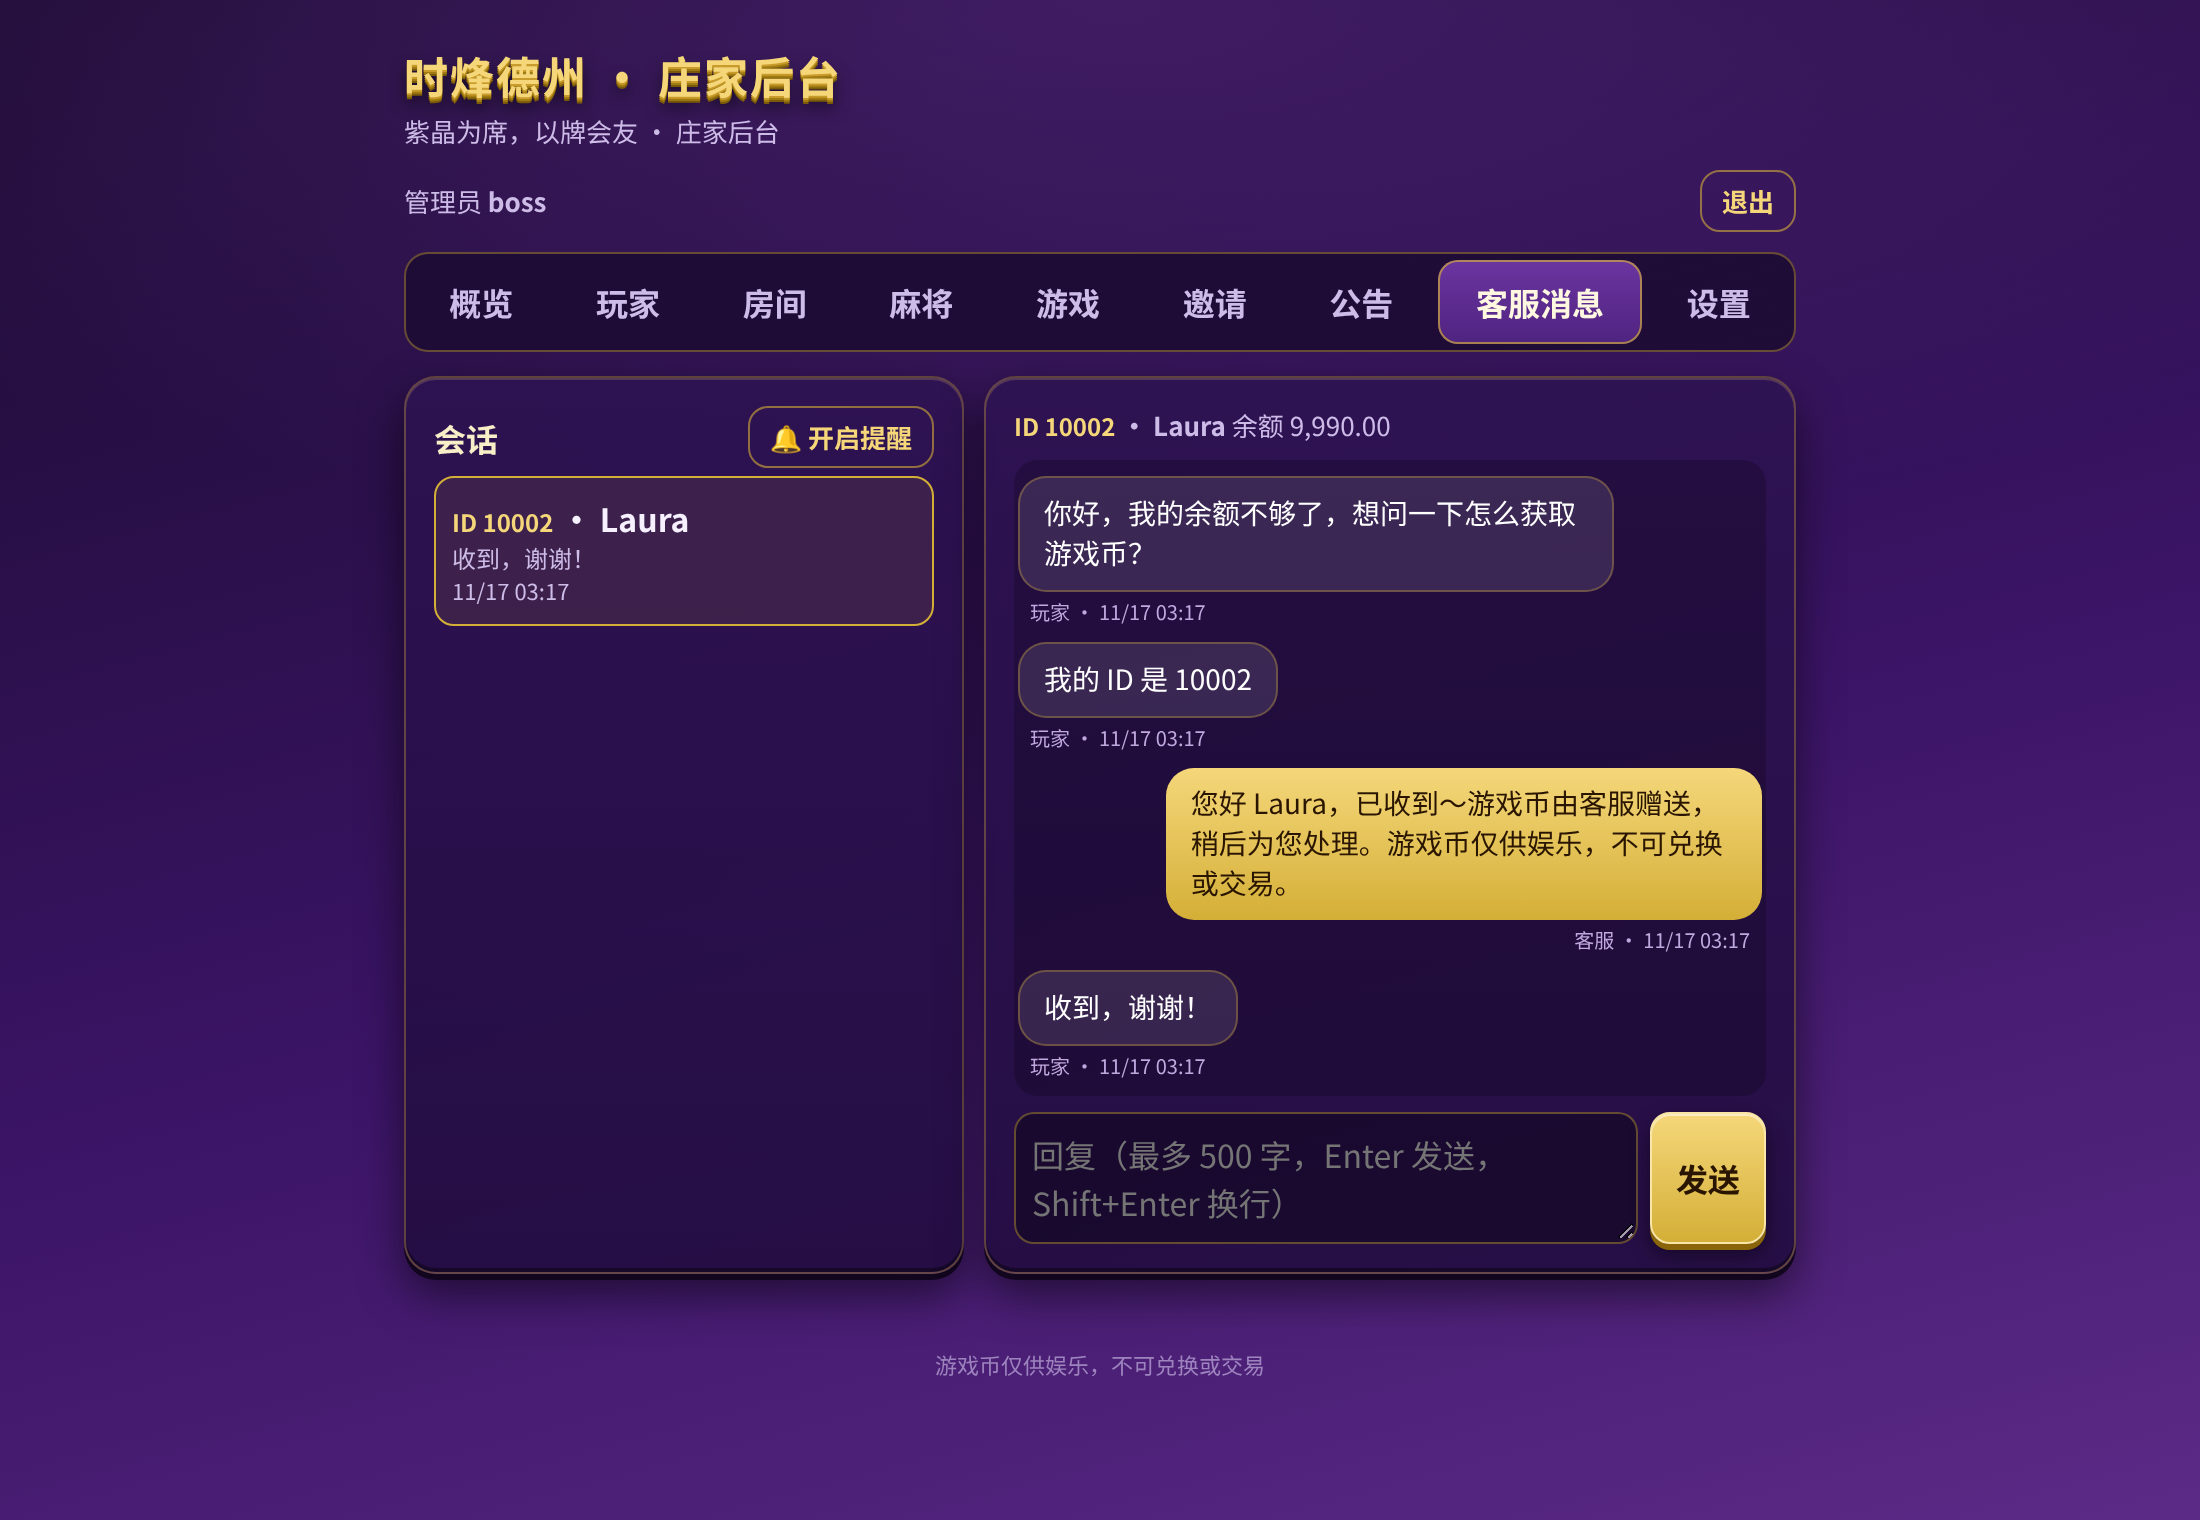 时烽德州 · 庄家后台
紫晶为席，以牌会友 · 庄家后台
管理员 boss
退出
概览 玩家 房间 麻将 游戏 邀请 公告 客服消息 设置
会话
🔔 开启提醒
ID 10002 · Laura
收到，谢谢！
11/17 03:17
ID 10002 · Laura 余额 9,990.00
你好，我的余额不够了，想问一下怎么获取
游戏币？
玩家 · 11/17 03:17
我的 ID 是 10002
玩家 · 11/17 03:17
您好 Laura，已收到～游戏币由客服赠送，
稍后为您处理。游戏币仅供娱乐，不可兑换
或交易。
客服 · 11/17 03:17
收到，谢谢！
玩家 · 11/17 03:17
回复（最多 500 字，Enter 发送，
Shift+Enter 换行）
发送
游戏币仅供娱乐，不可兑换或交易